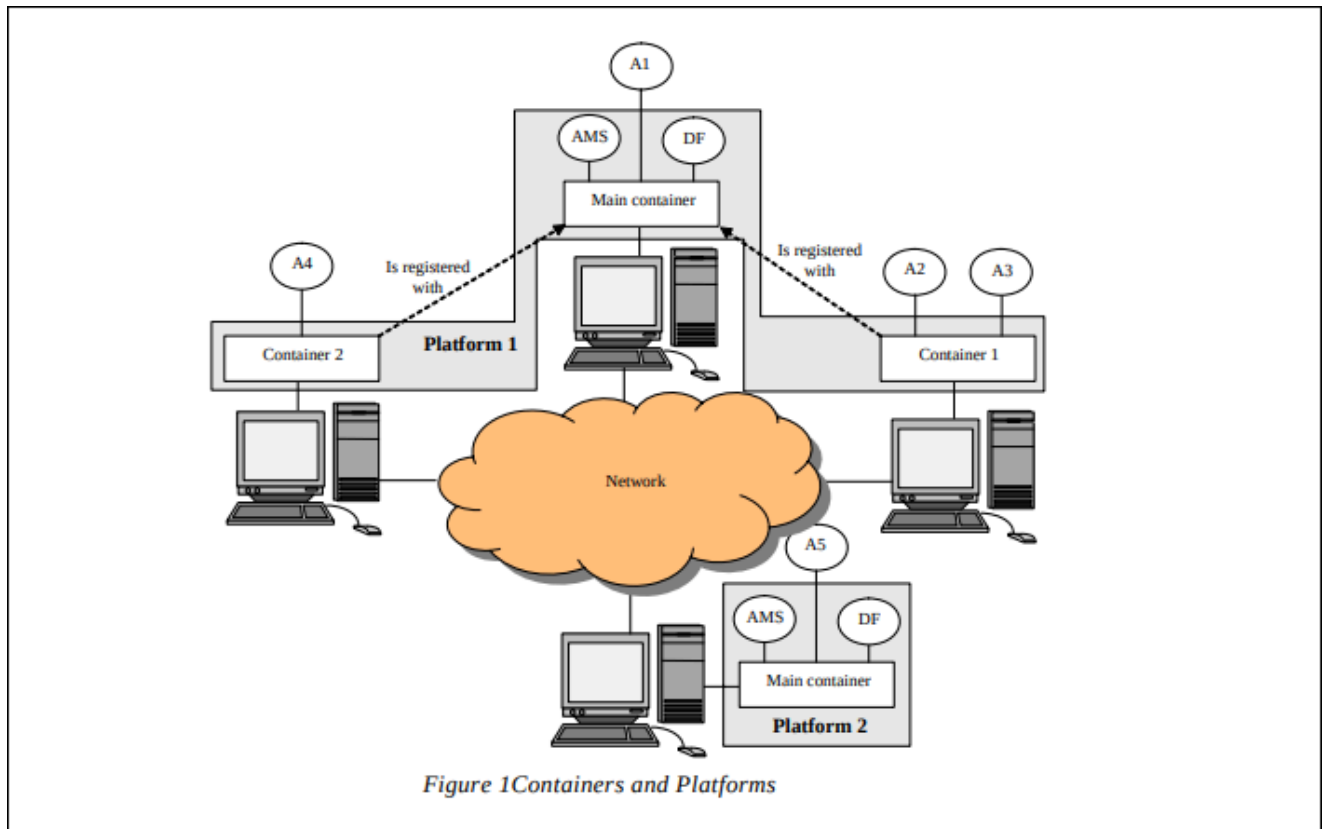 A1
AMS
DF
Main container
Is registered
with
Is registered
with
A4
A2
A3
Container 2
Platform 1
Container 1
Network
A5
AMS
DF
Main container
Platform 2
Figure 1Containers and Platforms